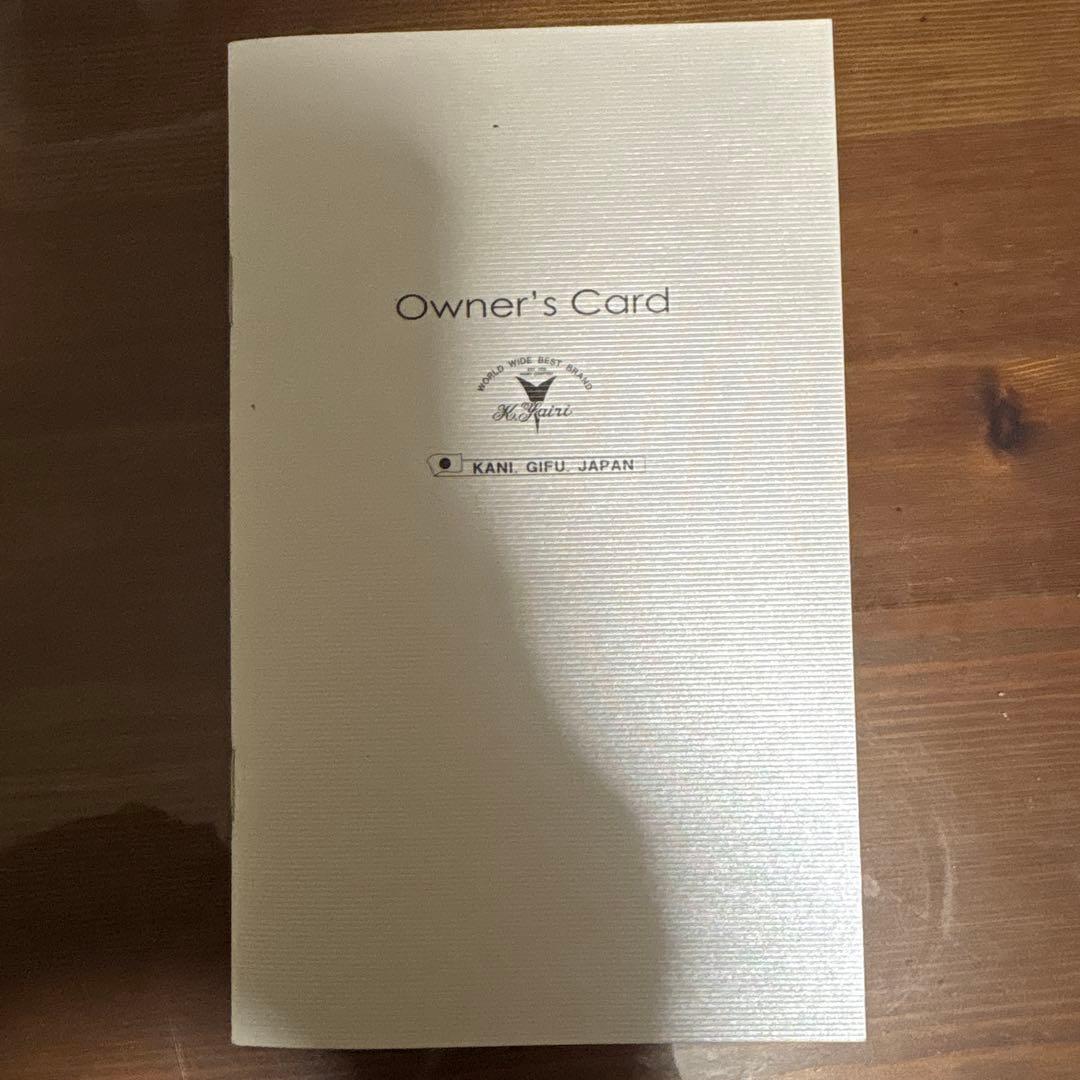 Owner's Card
WORLD WIDE BEST BRAND
K.Yairi
KANI. GIFU. JAPAN